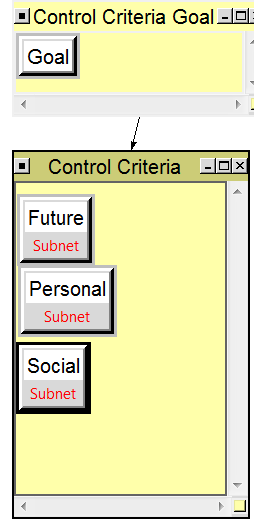 Control Criteria Goal
Goal
Control Criteria
Future
Subnet
Personal
Subnet
Social
Subnet